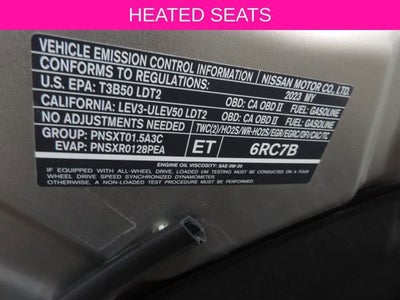 HEATED SEATS
VEHICLE EMISSION CONTROL INFORMATION NISSAN MOTOR CO., LTD.
CONFORMS TO REGULATIONS: 2023 MY
U.S. EPA: T3B50 LDT2 OBD: CA OBD II FUEL: GASOLINE
CALIFORNIA: LEV3-ULEV50 LDT2 OBD: CA OBD II FUEL: GASOLINE
NO ADJUSTMENTS NEEDED TWC(2)/HO2S/WR-HO2S/EGR/EGRC/DFI/CAC/TC
GROUP: PNSXT01.5A3C
EVAP: PNSXR0128PEA ET 6RC7B
ENGINE OIL VISCOSITY: SAE 0W-20
IF EQUIPPED WITH ALL-WHEEL DRIVE, LOADED I/M TESTING MUST BE CONDUCTED ON A FOUR
WHEEL DRIVE SPEED SYNCHRONIZED DYNAMOMETER
OTHERWISE, A NON-LOADED TEST PROCEDURE MUST BE USED